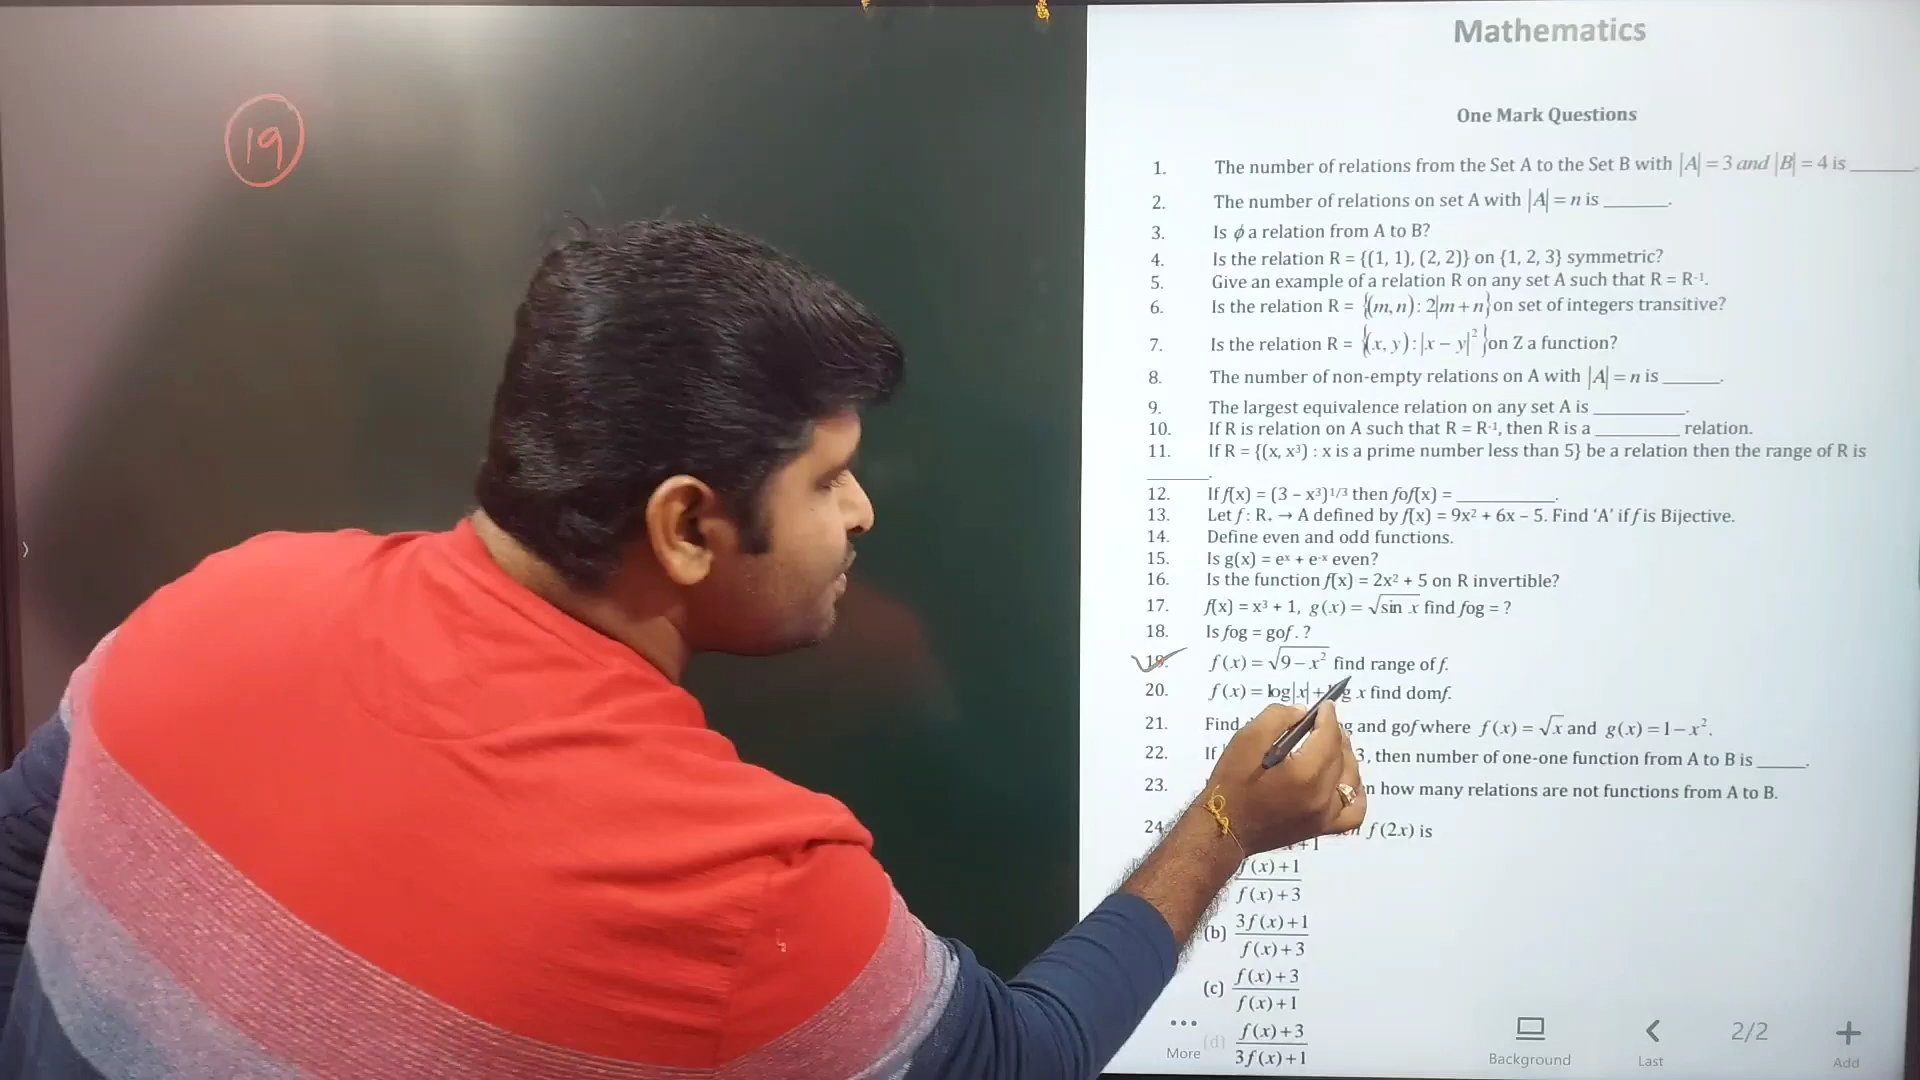 19
Mathematics
One Mark Questions
1. The number of relations from the Set A to the Set B with |A| = 3 and |B| = 4 is ______.
2. The number of relations on set A with |A| = n is ______.
3. Is ϕ a relation from A to B?
4. Is the relation R = {(1, 1), (2, 2)} on {1, 2, 3} symmetric?
5. Give an example of a relation R on any set A such that R = R⁻¹.
6. Is the relation R = {(m, n) : 2|m + n} on set of integers transitive?
7. Is the relation R = {(x, y) : |x − y|²} on Z a function?
8. The number of non-empty relations on A with |A| = n is ______.
9. The largest equivalence relation on any set A is ______.
10. If R is relation on A such that R = R⁻¹, then R is a ______ relation.
11. If R = {(x, x³) : x is a prime number less than 5} be a relation then the range of R is
______.
12. If f(x) = (3 − x³)^1/3 then fof(x) = ______.
13. Let f : R₊ → A defined by f(x) = 9x² + 6x − 5. Find 'A' if f is Bijective.
14. Define even and odd functions.
15. Is g(x) = eˣ + e⁻ˣ even?
16. Is the function f(x) = 2x² + 5 on R invertible?
17. f(x) = x³ + 1, g(x) = √sin x find fog = ?
18. Is fog = gof . ?
19. f(x) = √9 − x² find range of f.
20. f(x) = log|x| + x find domf.
21. Find and gof where f(x) = √x and g(x) = 1 − x².
22. If 3, then number of one-one function from A to B is ______.
23. how many relations are not functions from A to B.
24 f(2x) is
f(x)+1
f(x)+3
(b) 3f(x)+1
f(x)+3
(c) f(x)+3
f(x)+1
(d) f(x)+3
3f(x)+1
More
Background
Last
2/2
Add